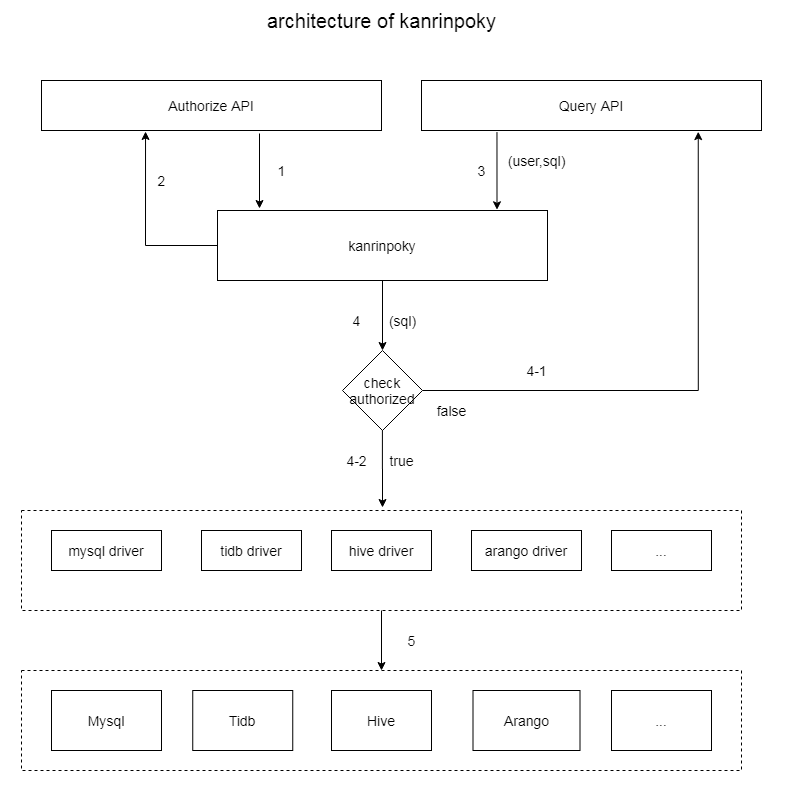 architecture of kanrinpoky
Authorize API
Query API
2
1
3
(user,sql)
kanrinpoky
4
(sql)
check
authorized
4-1
false
4-2
true
mysql driver
tidb driver
hive driver
arango driver
...
5
Mysql
Tidb
Hive
Arango
...